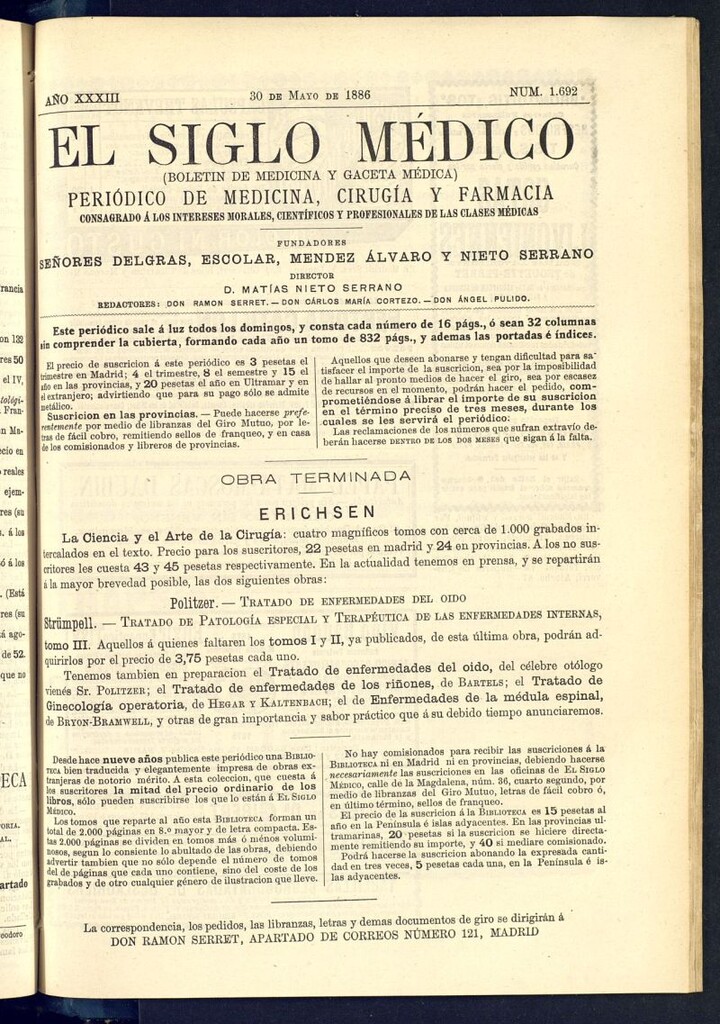 AÑO XXXIII
30 DE MAYO DE 1886
NUM. 1.692
EL SIGLO MÉDICO
(BOLETIN DE MEDICINA Y GACETA MÉDICA)
PERIÓDICO DE MEDICINA, CIRUGÍA Y FARMACIA
CONSAGRADO Á LOS INTERESES MORALES, CIENTÍFICOS Y PROFESIONALES DE LAS CLASES MÉDICAS
FUNDADORES
SEÑORES DELGRAS, ESCOLAR, MENDEZ ÁLVARO Y NIETO SERRANO
DIRECTOR
D. MATÍAS NIETO SERRANO
REDACTORES: DON RAMON SERRET.—DON CÁRLOS MARÍA CORTEZO.—DON ÁNGEL PULIDO.
Este periódico sale á luz todos los domingos, y consta cada número de 16 págs., ó sean 32 columnas
sin comprender la cubierta, formando cada año un tomo de 832 págs., y ademas las portadas é índices.
El precio de suscricion á este periódico es 3 pesetas el
trimestre en Madrid; 4 el trimestre, 8 el semestre y 15 el
año en las provincias, y 20 pesetas el año en Ultramar y en
el extranjero; advirtiendo que para su pago sólo se admite
metálico.
Suscricion en las provincias. — Puede hacerse prefe-
rentemente por medio de libranzas del Giro Mutuo, por le-
tras de fácil cobro, remitiendo sellos de franqueo, y en casa
de los comisionados y libreros de provincias.
Aquellos que deseen abonarse y tengan dificultad para sa-
tisfacer el importe de la suscricion, sea por la imposibilidad
de hallar al pronto medios de hacer el giro, sea por escasez
de recursos en el momento, podrán hacer el pedido, com-
prometiéndose á librar el importe de su suscricion
en el término preciso de tres meses, durante los
cuales se les servirá el periódico:
Las reclamaciones de los números que sufran extravío de-
berán hacerse DENTRO DE LOS DOS MESES que sigan á la falta.
OBRA TERMINADA
ERICHSEN
La Ciencia y el Arte de la Cirugía: cuatro magníficos tomos con cerca de 1.000 grabados in-
tercalados en el texto. Precio para los suscritores, 22 pesetas en madrid y 24 en provincias. A los no sus-
critores les cuesta 43 y 45 pesetas respectivamente. En la actualidad tenemos en prensa, y se repartirán
á la mayor brevedad posible, las dos siguientes obras:
Politzer. — TRATADO DE ENFERMEDADES DEL OIDO
Strümpell. — TRATADO DE PATOLOGÍA ESPECIAL Y TERAPÉUTICA DE LAS ENFERMEDADES INTERNAS,
tomo III. Aquellos á quienes faltaren los tomos I y II, ya publicados, de esta última obra, podrán ad-
quirirlos por el precio de 3,75 pesetas cada uno.
Tenemos tambien en preparacion el Tratado de enfermedades del oido, del célebre otólogo
vienés Sr. POLITZER; el Tratado de enfermedades de los riñones, de BARTELS; el Tratado de
Ginecología operatoria, de HEGAR Y KALTENBACH; el de Enfermedades de la médula espinal,
de BRYON-BRAMWELL, y otras de gran importancia y sabor práctico que á su debido tiempo anunciaremos.
Desde hace nueve años publica este periódico una BIBLIO-
TECA bien traducida y elegantemente impresa de obras ex-
tranjeras de notorio mérito. A esta coleccion, que cuesta á
los suscritores la mitad del precio ordinario de los
libros, sólo pueden suscribirse los que lo están á EL SIGLO
MÉDICO.
Los tomos que reparte al año esta BIBLIOTECA forman un
total de 2.000 páginas en 8.o mayor y de letra compacta. Es-
tas 2.000 páginas se dividen en tomos más ó ménos volumi-
nosos, segun lo consiente lo abultado de las obras, debiendo
advertir tambien que no sólo depende el número de tomos
del de páginas que cada uno contiene, sino del coste de los
grabados y de otro cualquier género de ilustracion que lleve.
No hay comisionados para recibir las suscriciones á la
BIBLIOTECA ni en Madrid ni en provincias, debiendo hacerse
necesariamente las suscriciones en las oficinas de EL SIGLO
MÉDICO, calle de la Magdalena, núm. 36, cuarto segundo, por
medio de libranzas del Giro Mutuo, letras de fácil cobro ó,
en último término, sellos de franqueo.
El precio de la suscricion á la BIBLIOTECA es 15 pesetas al
año en la Península é islas adyacentes. En las provincias ul-
tramarinas, 20 pesetas si la suscricion se hiciere directa-
mente remitiendo su importe, y 40 si mediare comisionado.
Podrá hacerse la suscricion abonando la expresada canti-
dad en tres veces, 5 pesetas cada una, en la Península é is-
las adyacentes.
La correspondencia, los pedidos, las libranzas, letras y demas documentos de giro se dirigirán á
DON RAMON SERRET, APARTADO DE CORREOS NÚMERO 121, MADRID